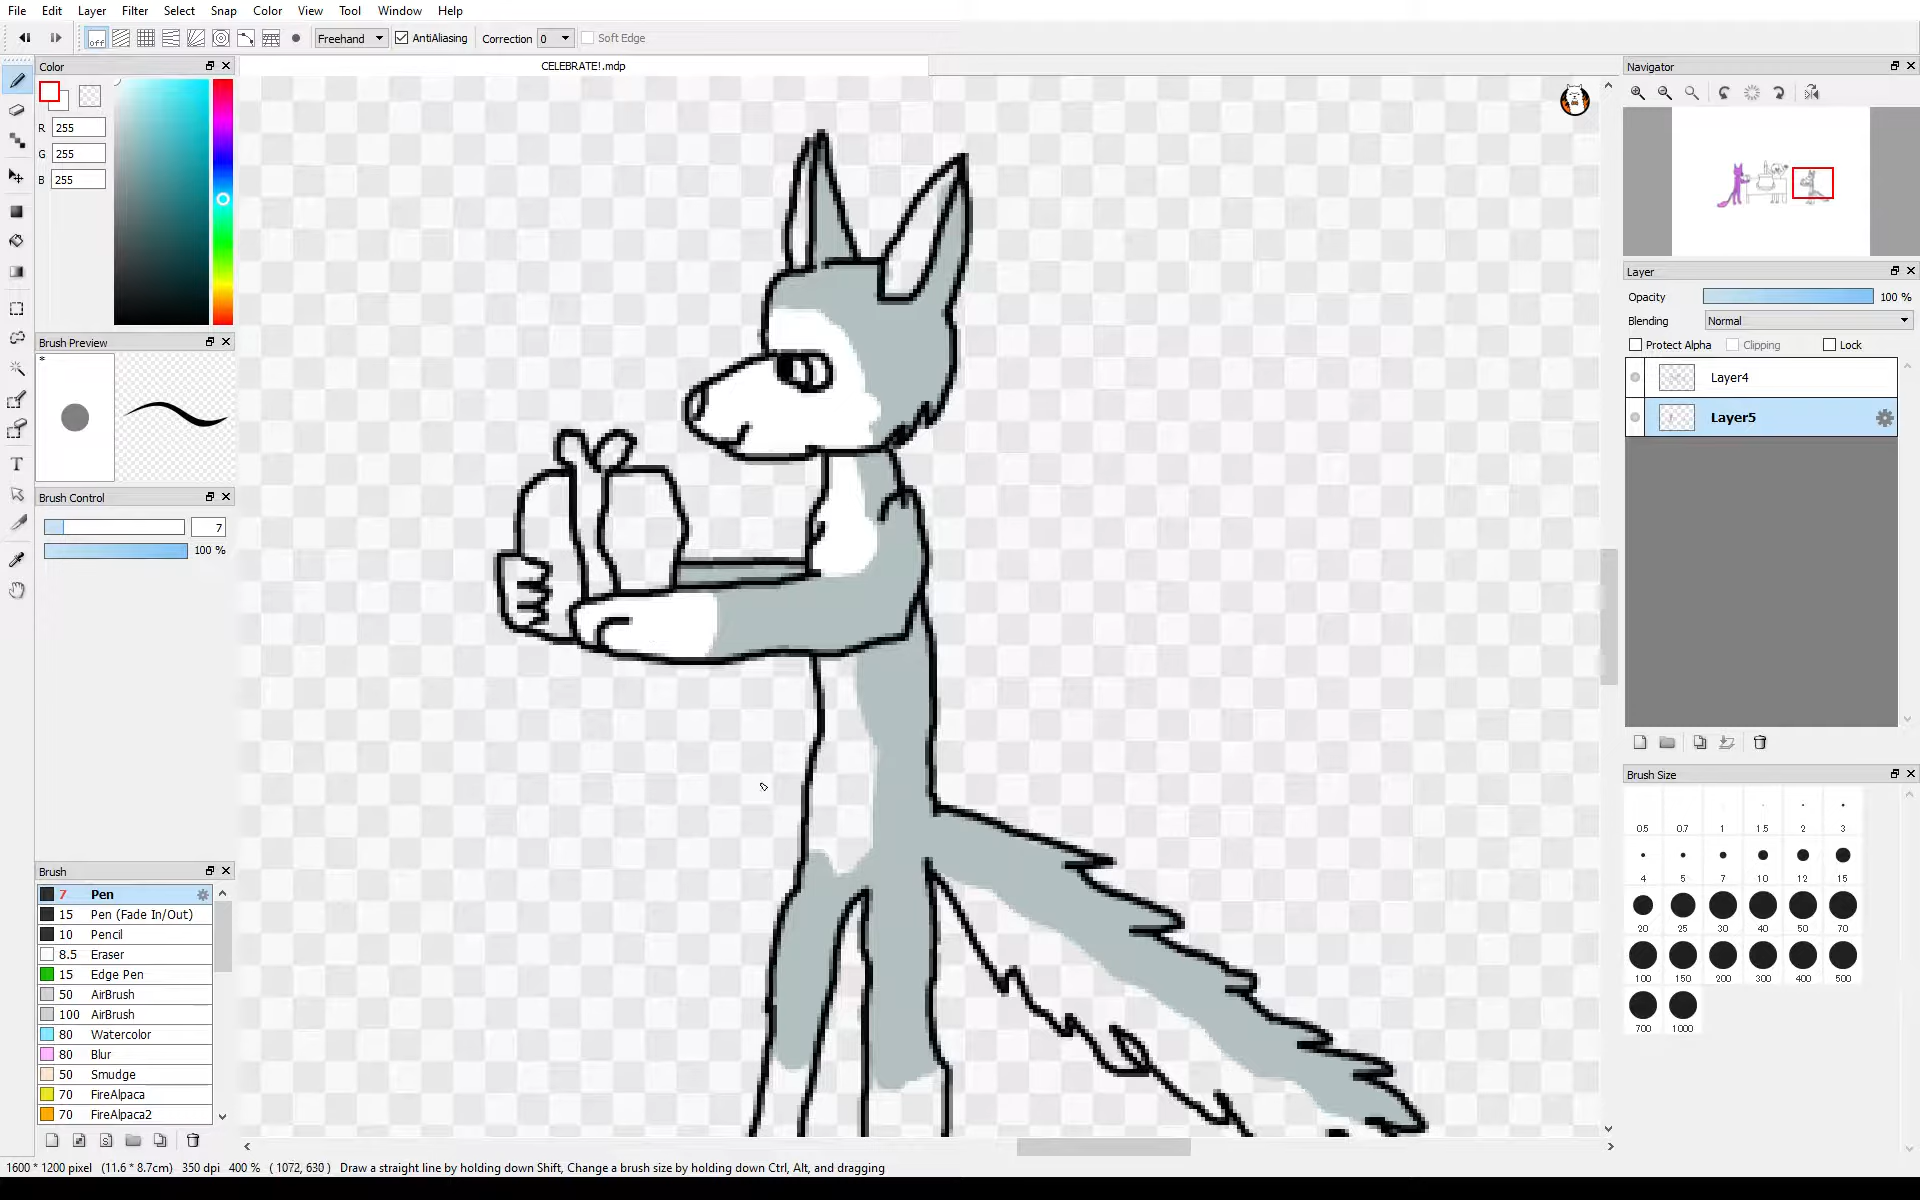 File Edit Layer Filter Select Snap Color View Tool Window Help
off Freehand AntiAliasing Correction 0 Soft Edge
Color
CELEBRATE!.mdp
Navigator
R 255
G 255
B 255
Layer
Opacity 100 %
Blending Normal
Protect Alpha Clipping Lock
Layer4
Layer5
Brush Preview
*
Brush Control
7
100 %
Brush Size
0.5 0.7 1 1.5 2 3
4 5 7 10 12 15
20 25 30 40 50 70
100 150 200 300 400 500
700 1000
Brush
7 Pen
15 Pen (Fade In/Out)
10 Pencil
8.5 Eraser
15 Edge Pen
50 AirBrush
100 AirBrush
80 Watercolor
80 Blur
50 Smudge
70 FireAlpaca
70 FireAlpaca2
1600 * 1200 pixel (11.6 * 8.7cm) 350 dpi 400 % ( 1072, 630 ) Draw a straight line by holding down Shift, Change a brush size by holding down Ctrl, Alt, and dragging